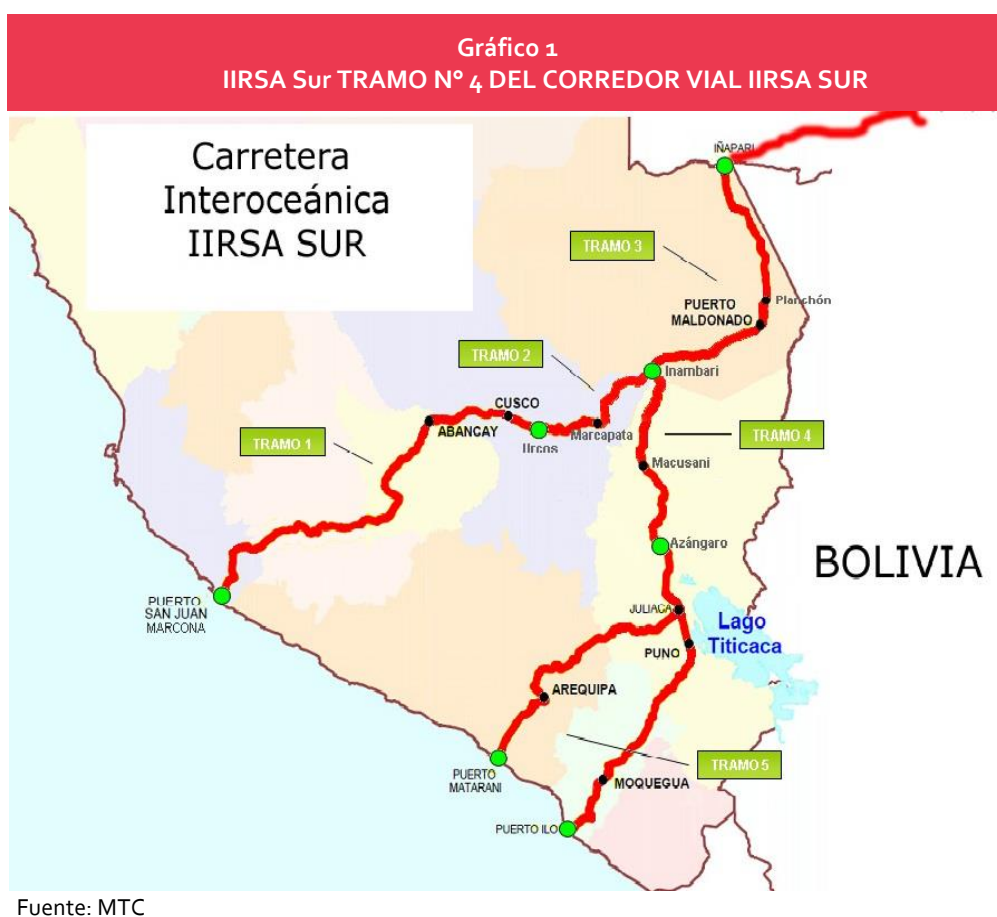 Gráfico 1
IIRSA Sur TRAMO N° 4 DEL CORREDOR VIAL IIRSA SUR
Carretera
Interoceánica
IIRSA SUR
IÑAPARI
TRAMO 3
Planchón
PUERTO
MALDONADO
TRAMO 2
Inambari
CUSCO
ABANCAY
Urcos
Marcapata
TRAMO 1
TRAMO 4
Macusani
Azángaro
BOLIVIA
PUERTO
SAN JUAN
MARCONA
JULIACA
Lago
Titicaca
PUNO
AREQUIPA
TRAMO 5
PUERTO
MATARANI
MOQUEGUA
PUERTO ILO
Fuente: MTC